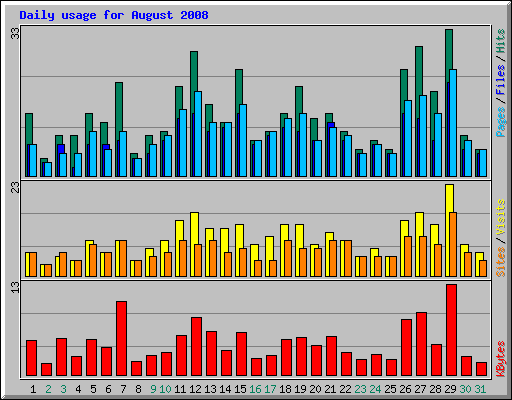 Daily usage for August 2008
33
23
13
Pages / Files / Hits
Sites / Visits
KBytes
1 2 3 4 5 6 7 8 9 10 11 12 13 14 15 16 17 18 19 20 21 22 23 24 25 26 27 28 29 30 31